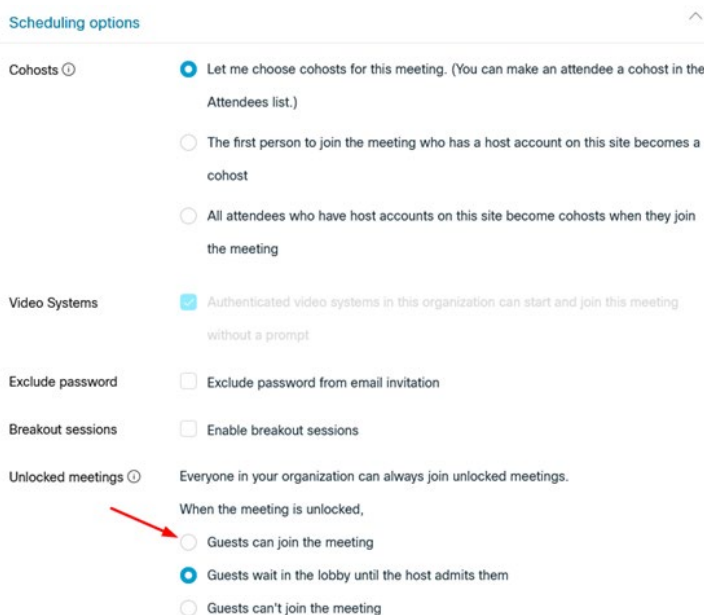 Scheduling options
Cohosts ⓘ Let me choose cohosts for this meeting. (You can make an attendee a cohost in the
Attendees list.)
The first person to join the meeting who has a host account on this site becomes a
cohost
All attendees who have host accounts on this site become cohosts when they join
the meeting
Video Systems Authenticated video systems in this organization can start and join this meeting
without a prompt
Exclude password Exclude password from email invitation
Breakout sessions Enable breakout sessions
Unlocked meetings ⓘ Everyone in your organization can always join unlocked meetings.
When the meeting is unlocked,
Guests can join the meeting
Guests wait in the lobby until the host admits them
Guests can't join the meeting